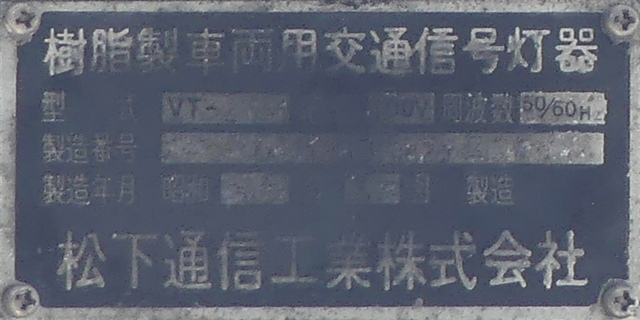 樹脂製車両用交通信号灯器
型 式 VT- 00V 周波数 50/60Hz
製造番号
製造年月 昭和 月 製造
松下通信工業株式会社